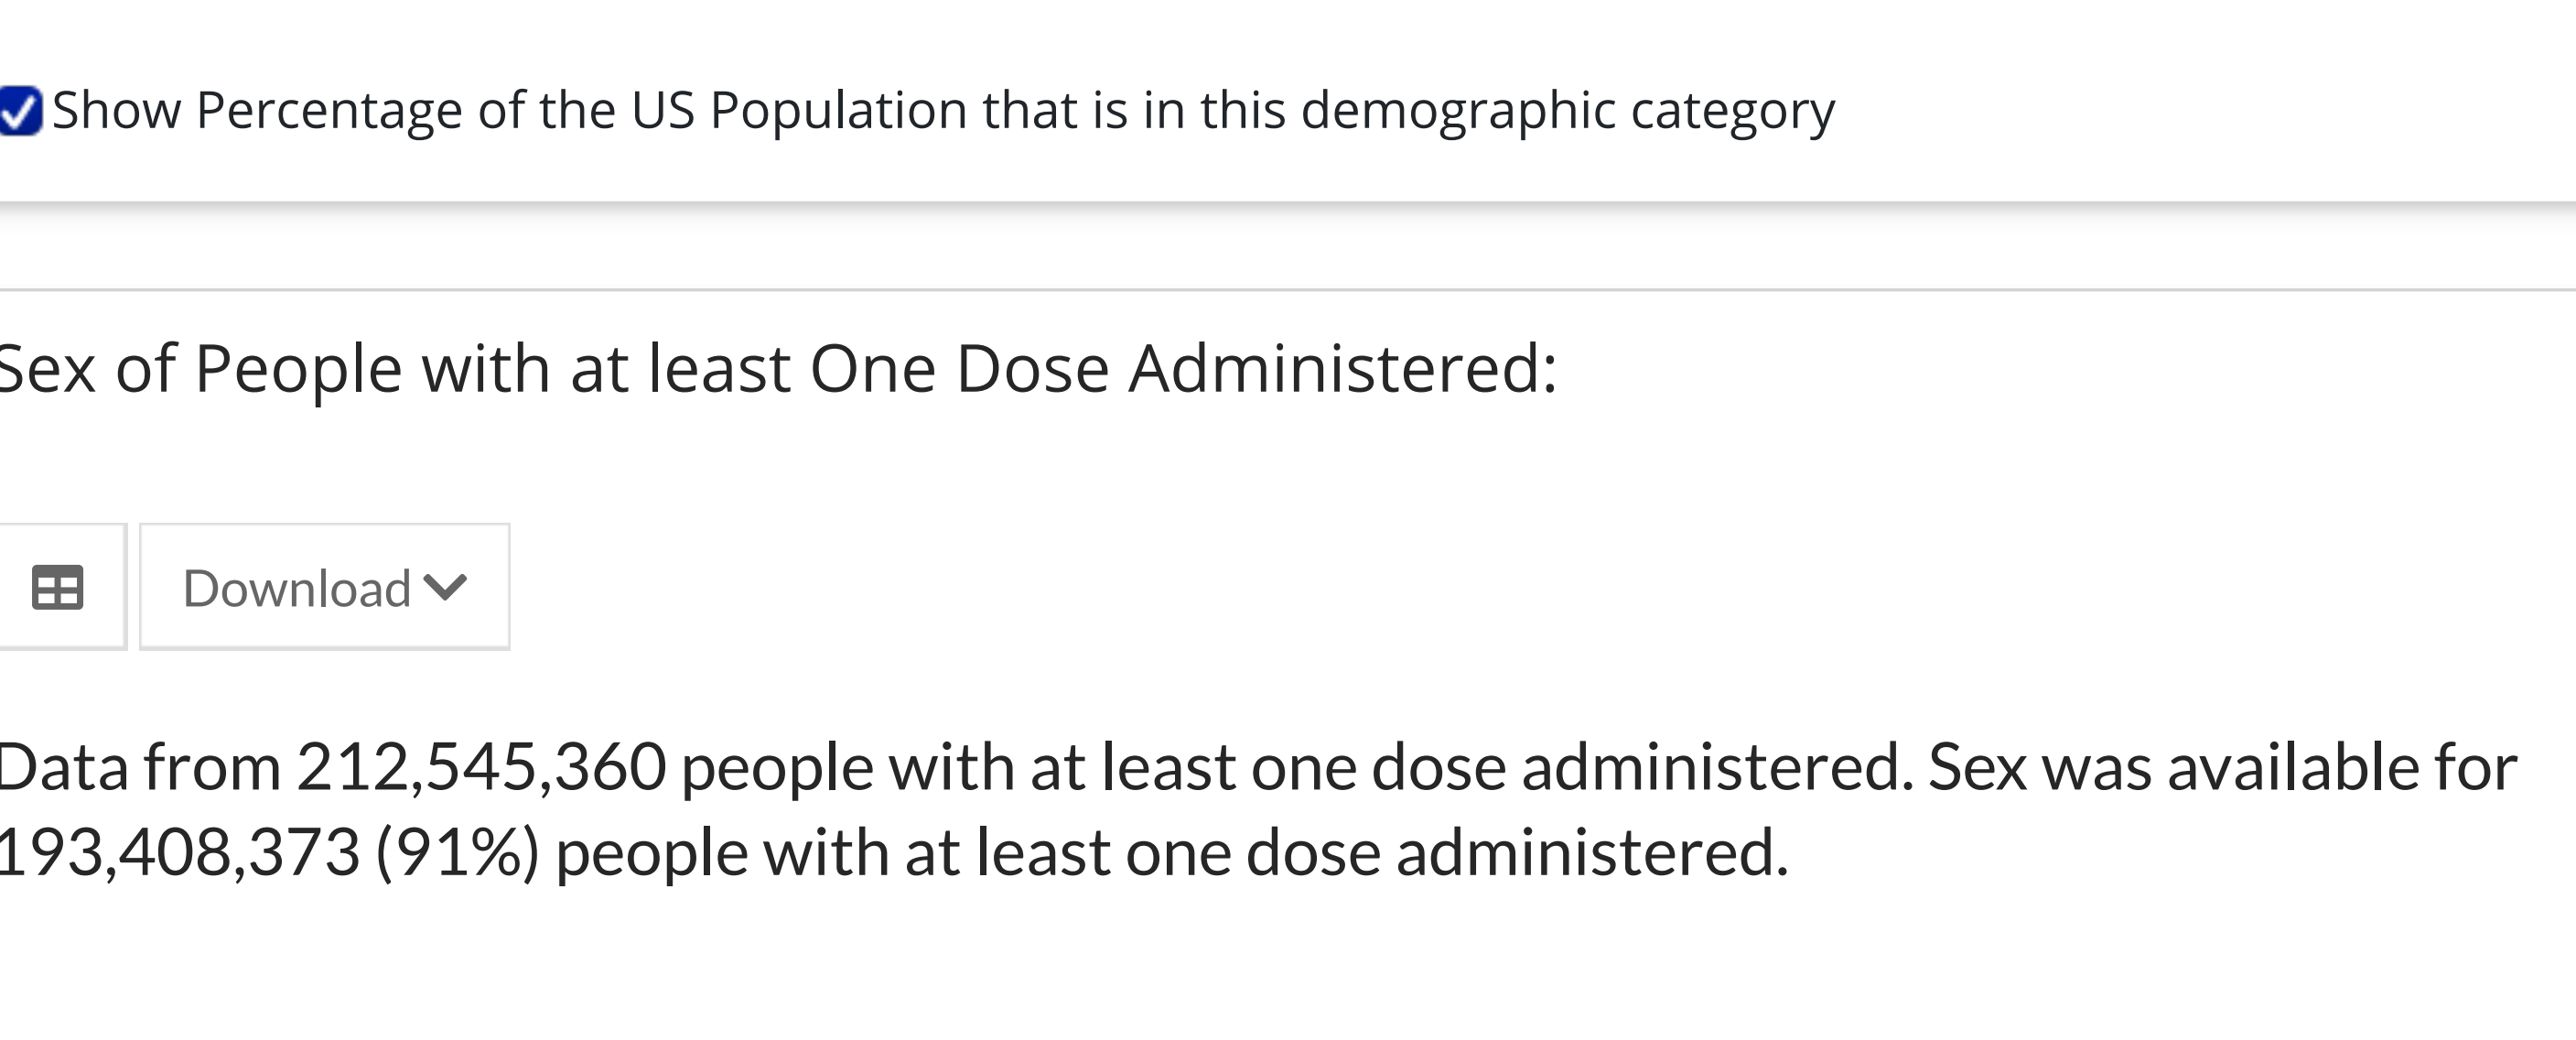 Show Percentage of the US Population that is in this demographic category
Sex of People with at least One Dose Administered:
Download
Data from 212,545,360 people with at least one dose administered. Sex was available for
193,408,373 (91%) people with at least one dose administered.